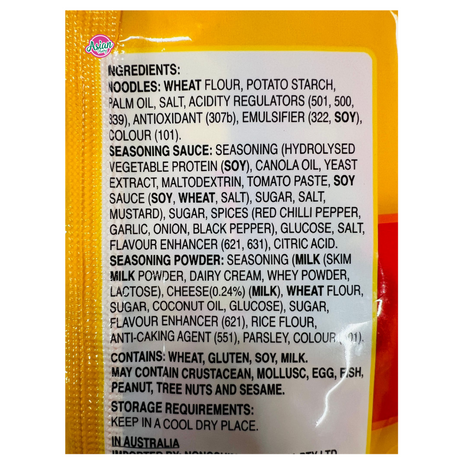 Asian
NGREDIENTS:
NOODLES: WHEAT FLOUR, POTATO STARCH,
PALM OIL, SALT, ACIDITY REGULATORS (501, 500,
339), ANTIOXIDANT (307b), EMULSIFIER (322, SOY),
COLOUR (101).
SEASONING SAUCE: SEASONING (HYDROLYSED
VEGETABLE PROTEIN (SOY), CANOLA OIL, YEAST
EXTRACT, MALTODEXTRIN, TOMATO PASTE, SOY
SAUCE (SOY, WHEAT, SALT), SUGAR, SALT,
MUSTARD), SUGAR, SPICES (RED CHILLI PEPPER,
GARLIC, ONION, BLACK PEPPER), GLUCOSE, SALT,
FLAVOUR ENHANCER (621, 631), CITRIC ACID.
SEASONING POWDER: SEASONING (MILK (SKIM
MILK POWDER, DAIRY CREAM, WHEY POWDER,
LACTOSE), CHEESE(0.24%) (MILK), WHEAT FLOUR,
SUGAR, COCONUT OIL, GLUCOSE), SUGAR,
FLAVOUR ENHANCER (621), RICE FLOUR,
ANTI-CAKING AGENT (551), PARSLEY, COLOUR
CONTAINS: WHEAT, GLUTEN, SOY, MILK.
MAY CONTAIN CRUSTACEAN, MOLLUSC, EGG, FISH,
PEANUT, TREE NUTS AND SESAME.
STORAGE REQUIREMENTS:
KEEP IN A COOL DRY PLACE.
IN AUSTRALIA